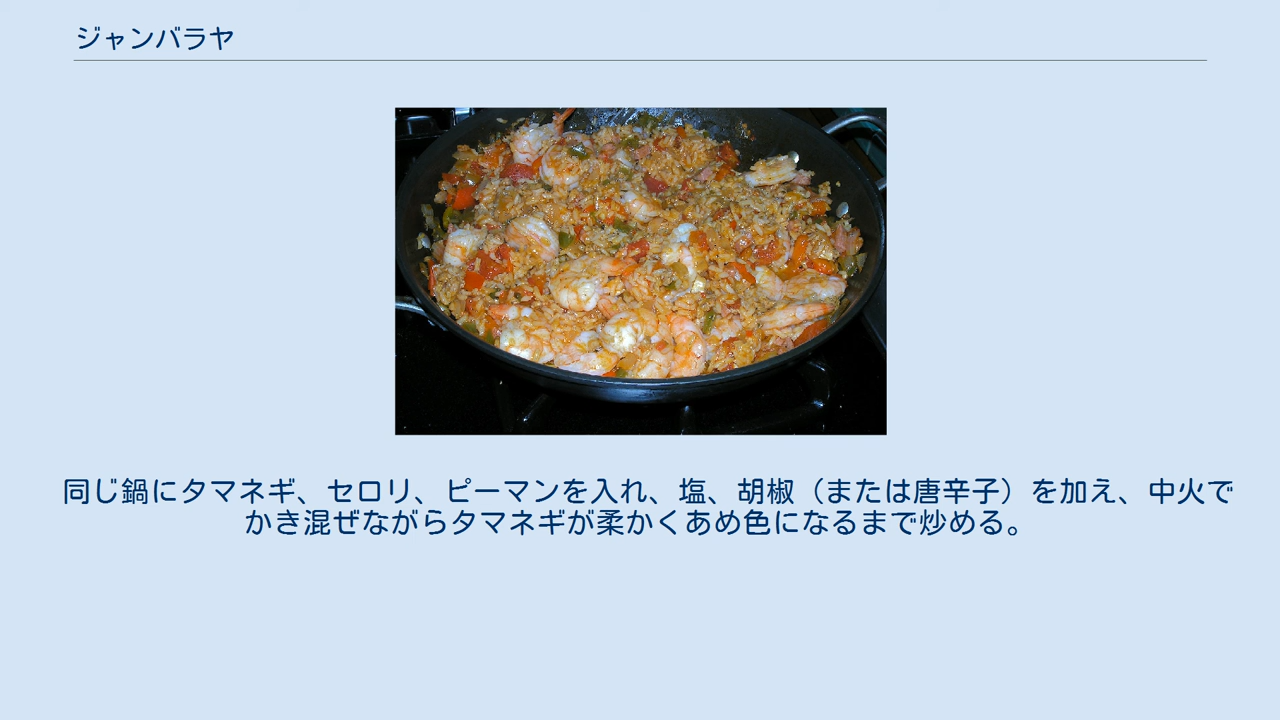 ジャンバラヤ
同じ鍋にタマネギ、セロリ、ピーマンを入れ、塩、胡椒（または唐辛子）を加え、中火で
かき混ぜながらタマネギが柔かくあめ色になるまで炒める。